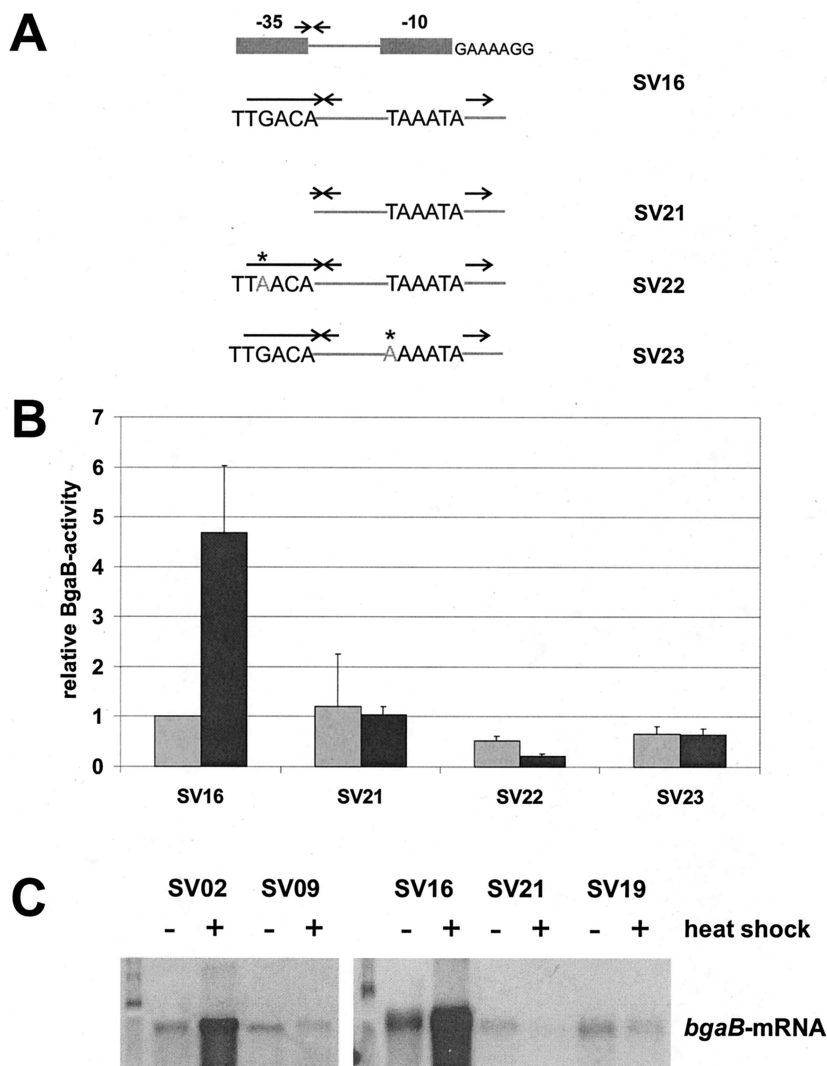 A
-35 -10
GAAAAGG
SV16
TTGACA TAAATA
TAAATA SV21
*
TTAACA TAAATA SV22
*
TTGACA AAAATA SV23
B
relative BgaB-activity
7
6
5
4
3
2
1
0
SV16 SV21 SV22 SV23
C
SV02 SV09 SV16 SV21 SV19
- + - + - + - + - + heat shock
bgaB-mRNA